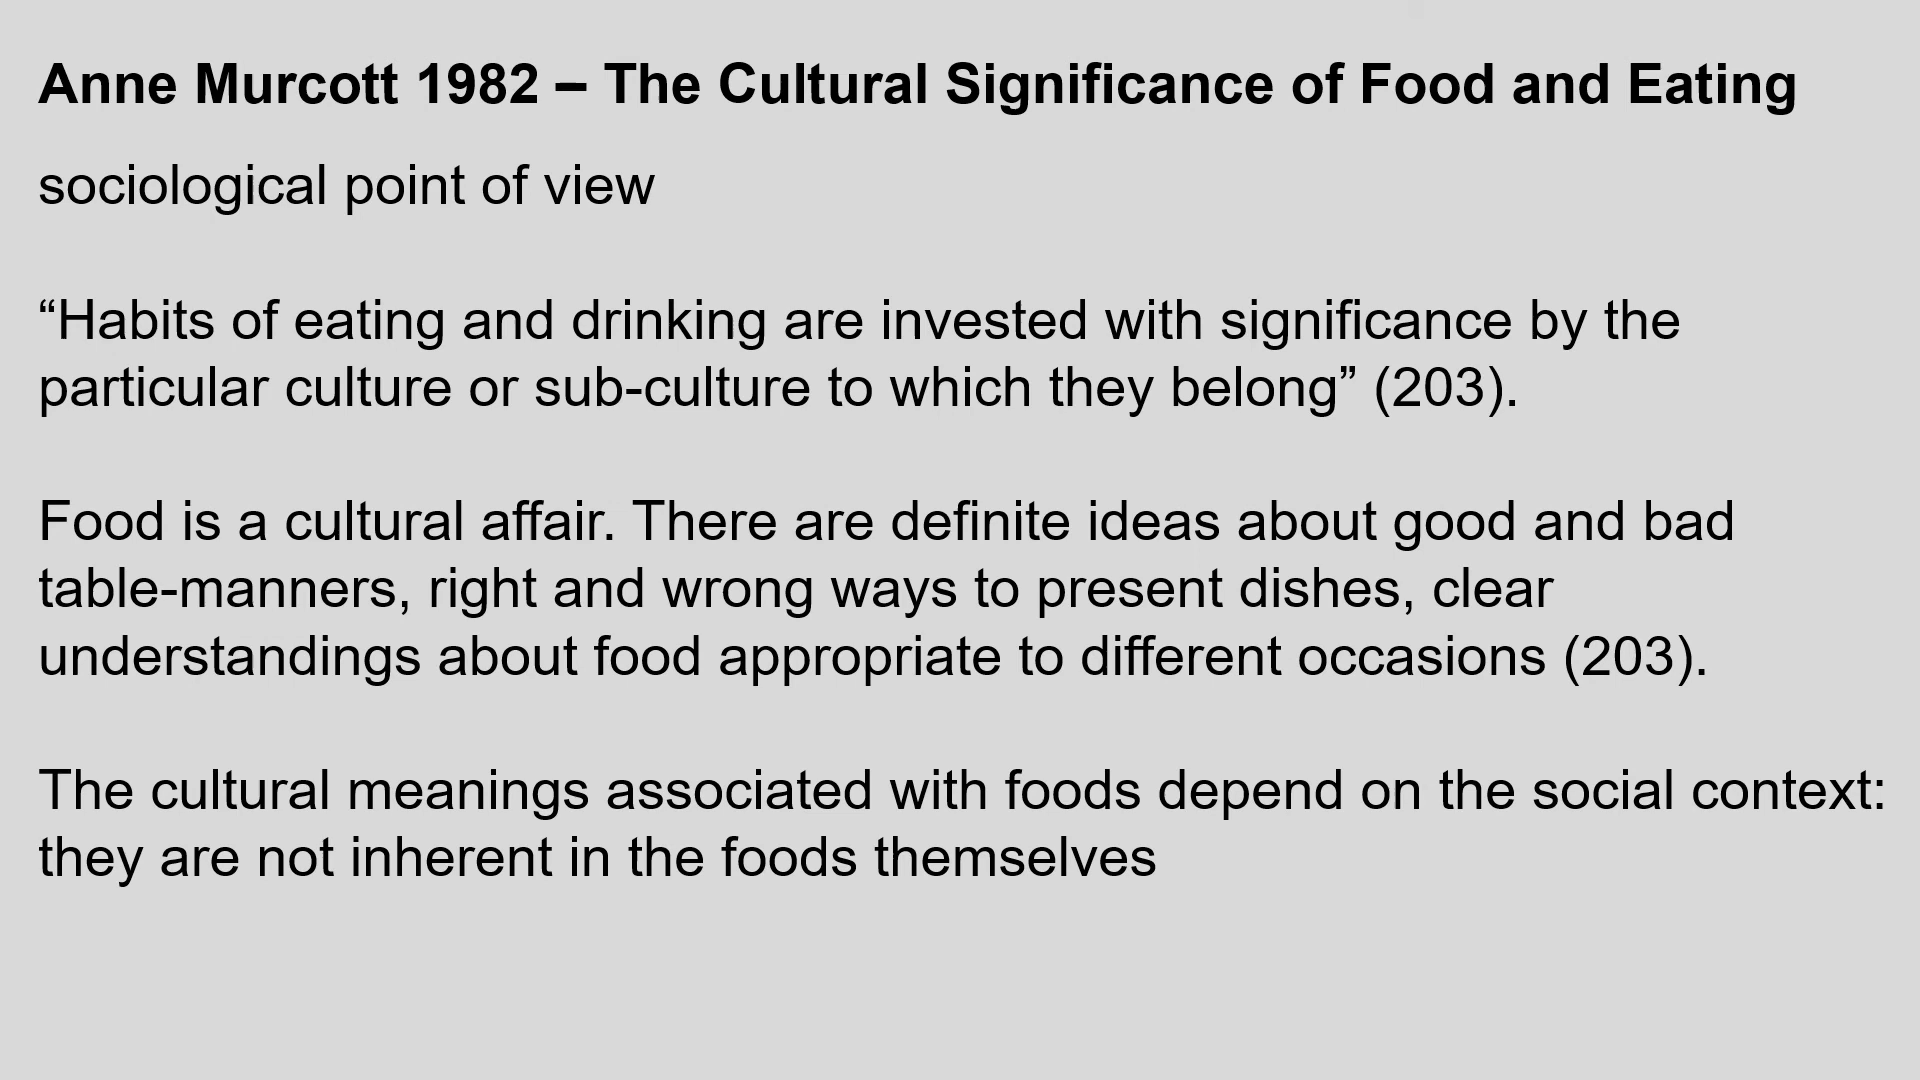 Anne Murcott 1982 – The Cultural Significance of Food and Eating
sociological point of view
“Habits of eating and drinking are invested with significance by the
particular culture or sub-culture to which they belong” (203).
Food is a cultural affair. There are definite ideas about good and bad
table-manners, right and wrong ways to present dishes, clear
understandings about food appropriate to different occasions (203).
The cultural meanings associated with foods depend on the social context:
they are not inherent in the foods themselves